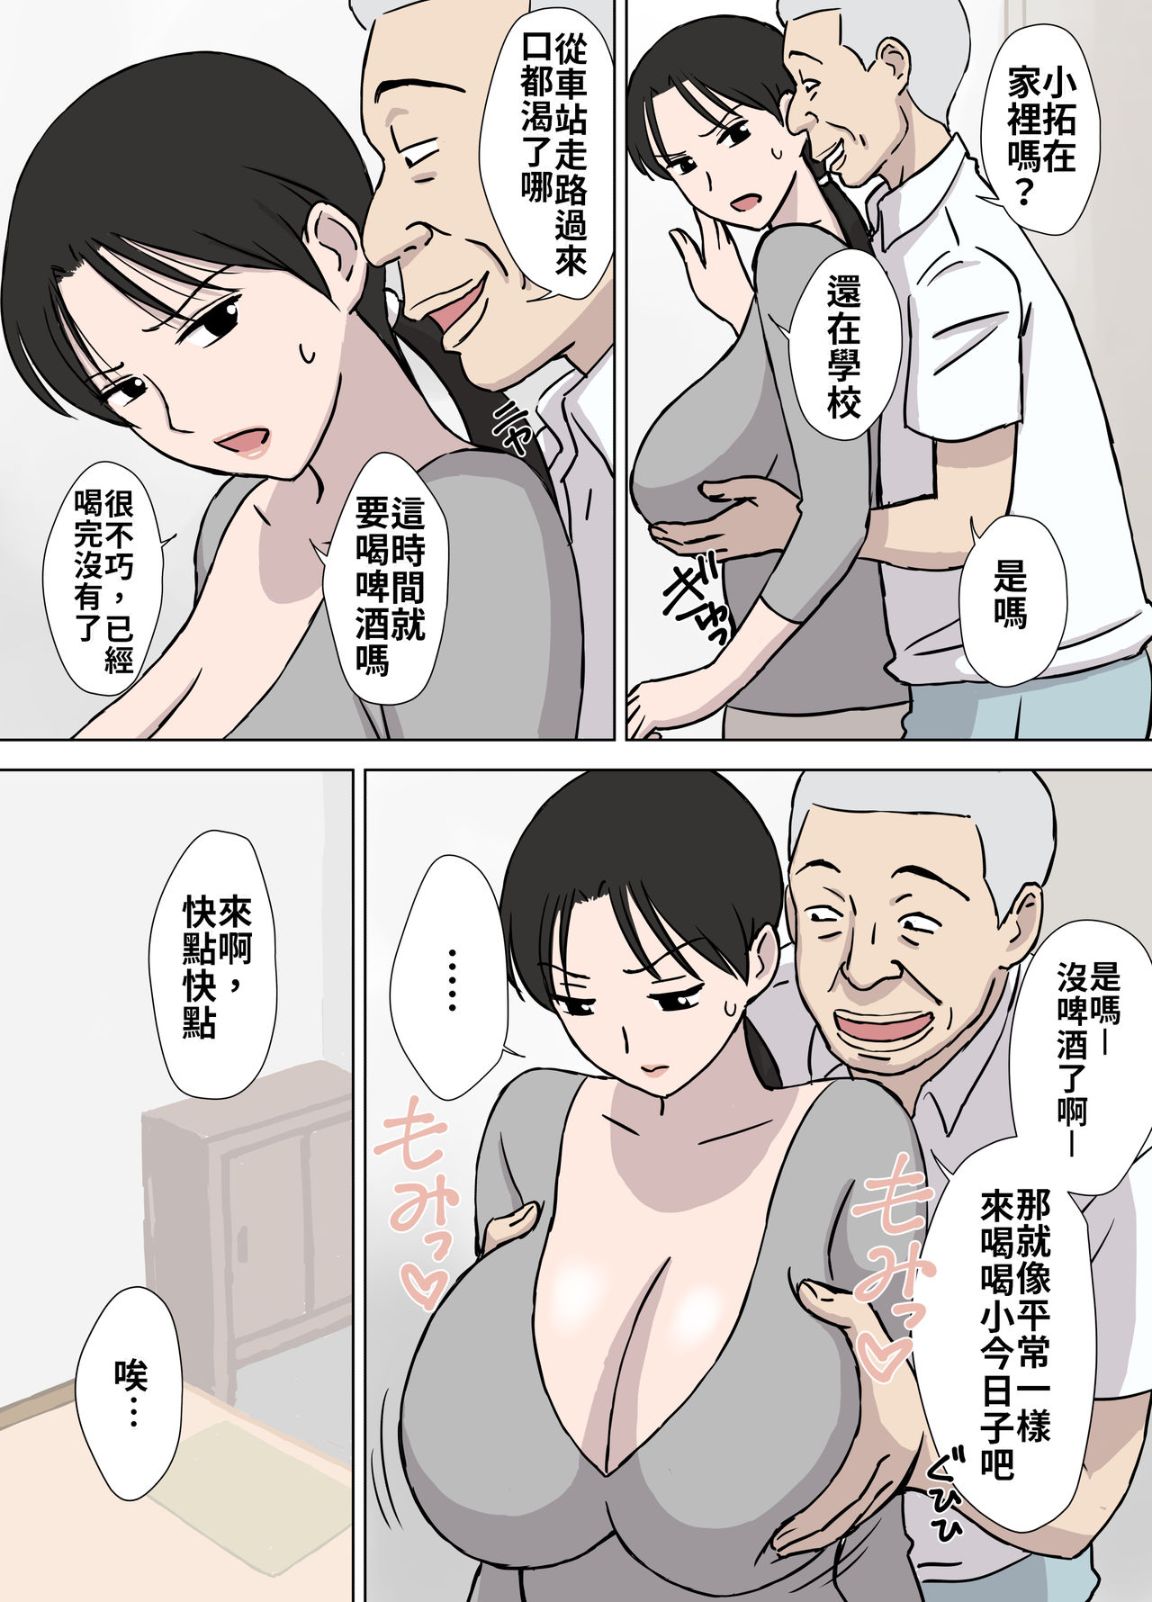 小拓在
家裡嗎？
還在學校
是嗎
ギ
ゅっ
從車站走路過來
口都渴了哪
ニヤ
這時間就
要喝啤酒嗎
很不巧，已經
喝完沒有了
是嗎—
沒啤酒了啊—
那就像平常一樣
來喝喝小今日子吧
ぐひひ
もみっ♡
……
もみっ♡
來啊，
快點快點
唉…